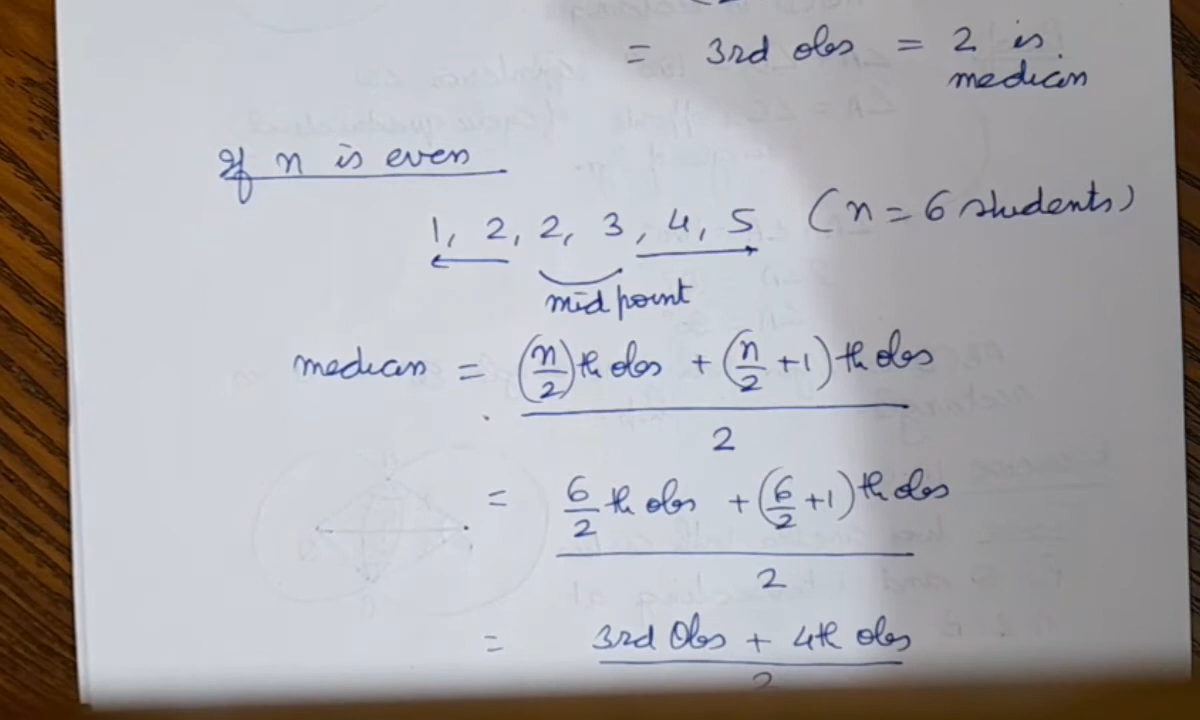 = 3rd obs = 2 is
median
If n is even
1, 2, 2, 3, 4, 5 (n = 6 students)
mid point
median = (n/2)th obs + (n/2 + 1)th obs
2
= 6/2 th obs + (6/2 + 1)th obs
2
= 3rd Obs + 4th obs
2